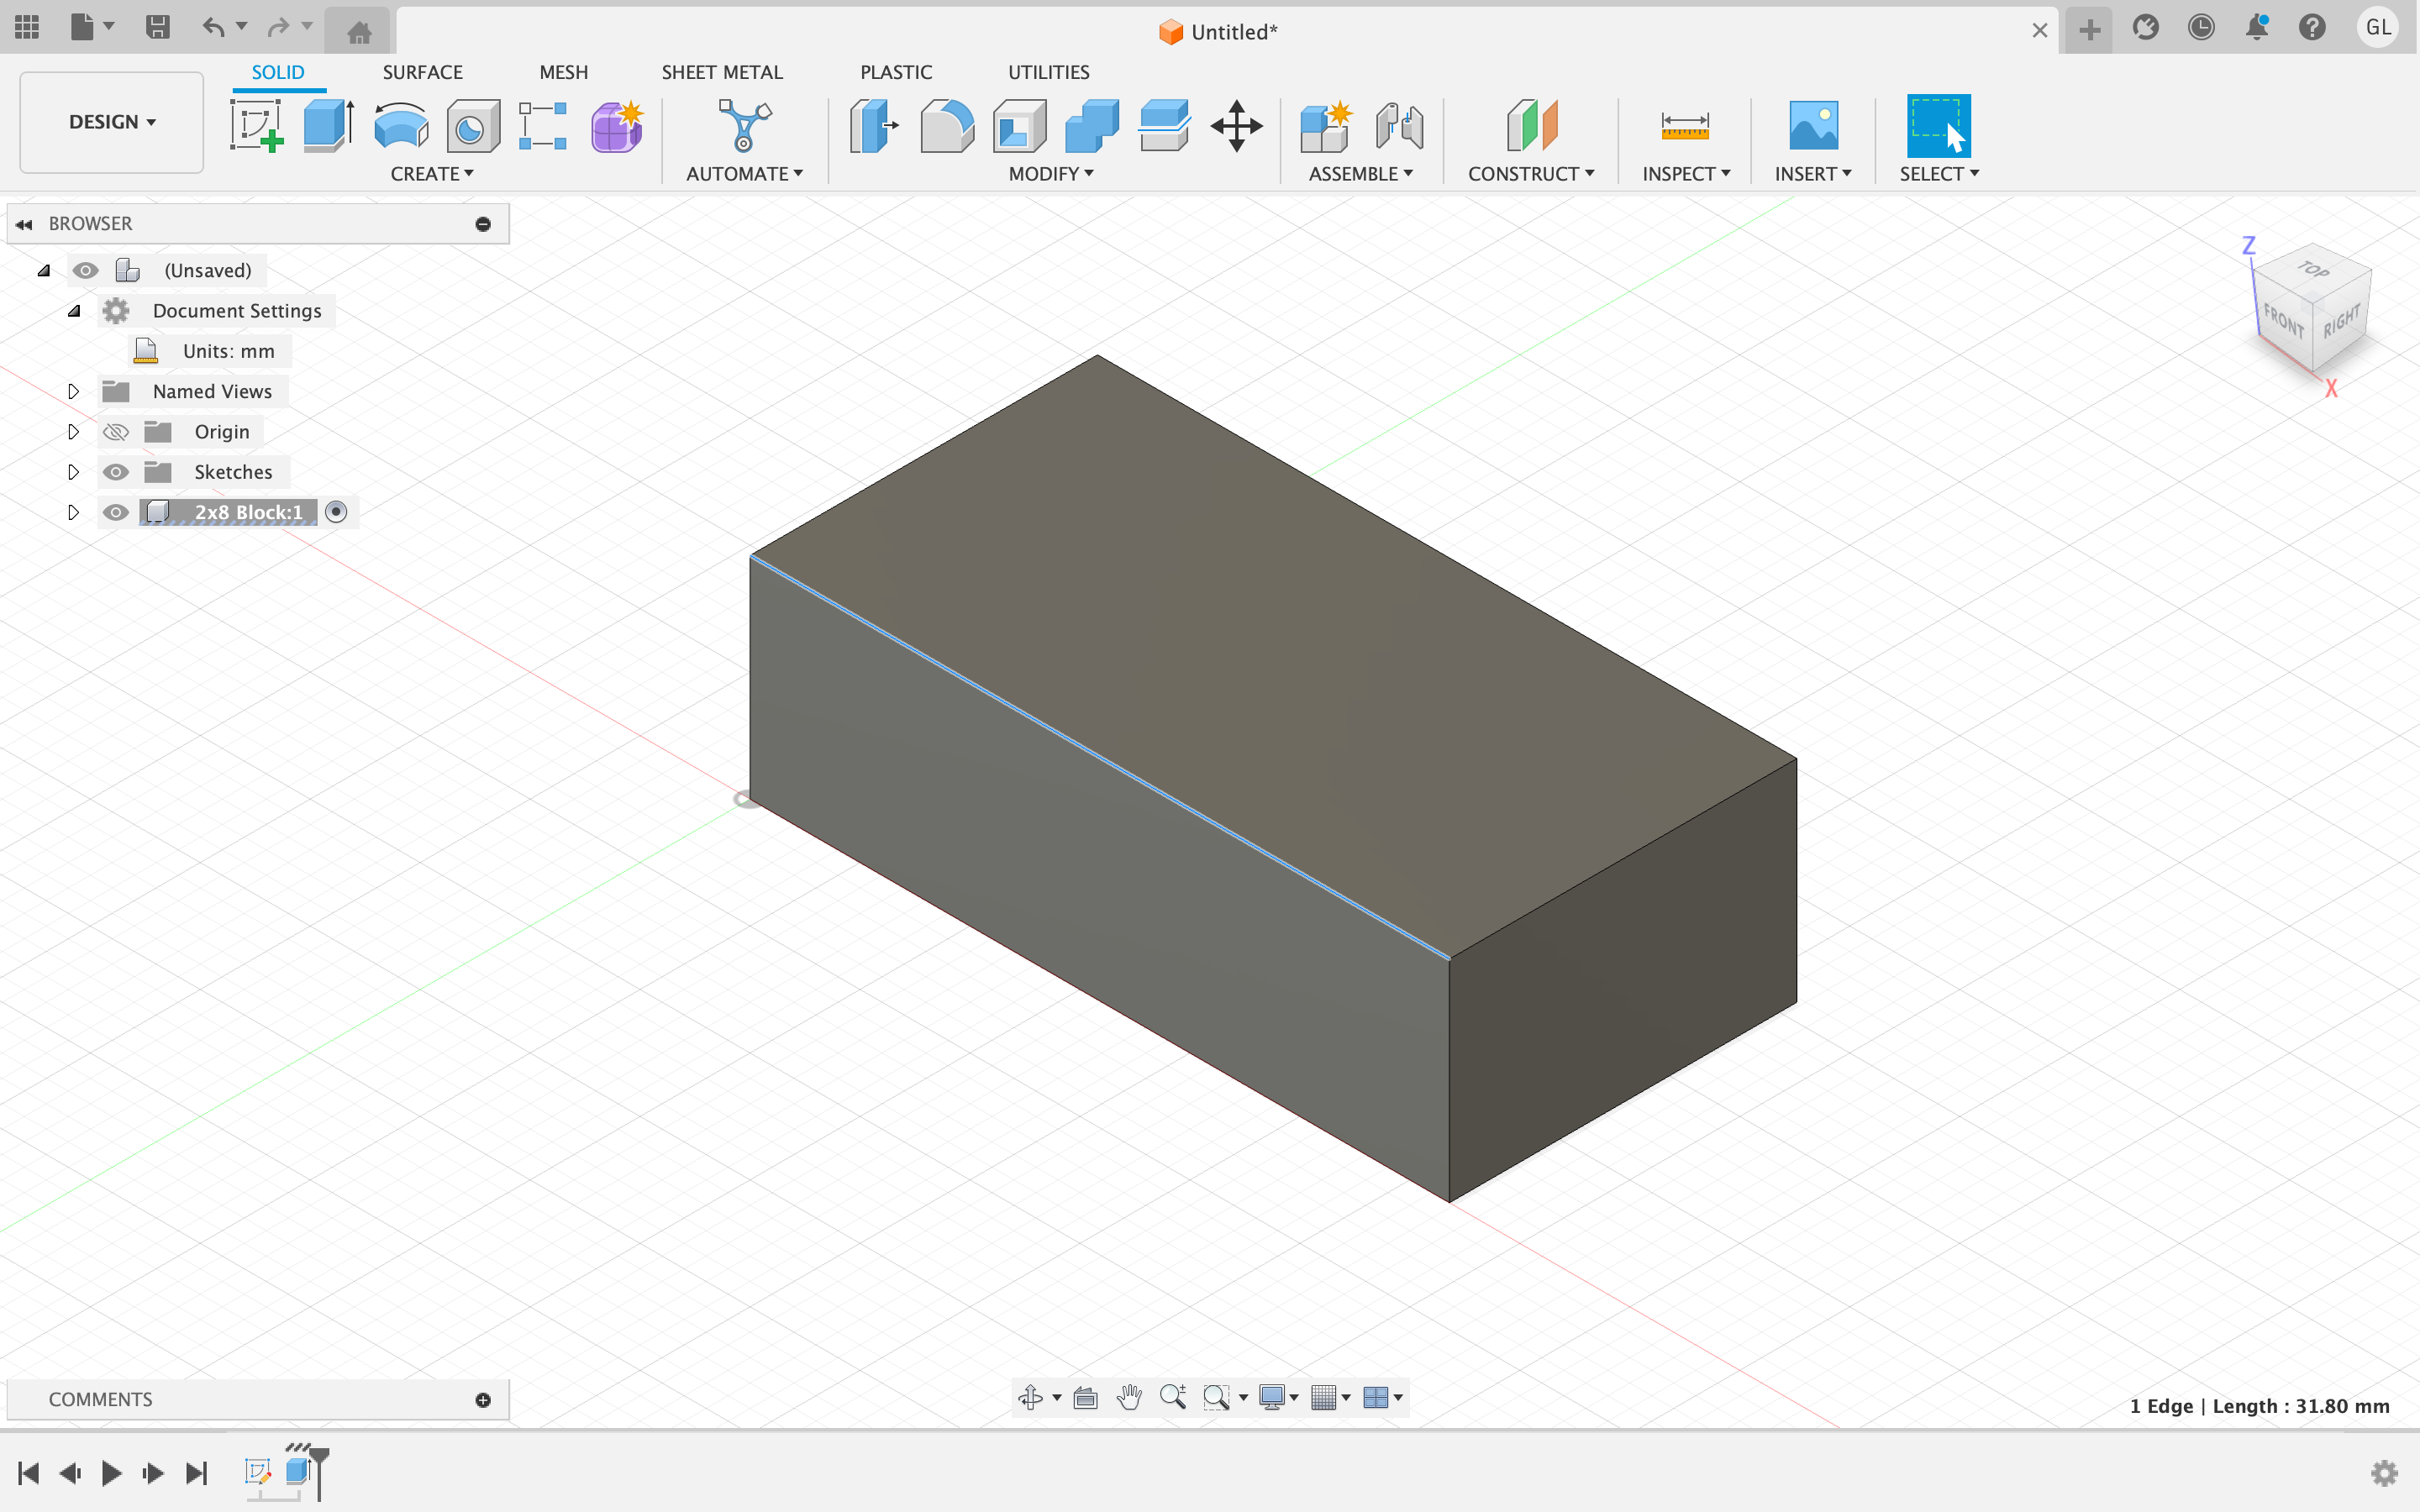 Untitled*
GL
DESIGN
SOLID
SURFACE
MESH
SHEET METAL
PLASTIC
UTILITIES
CREATE
AUTOMATE
MODIFY
ASSEMBLE
CONSTRUCT
INSPECT
INSERT
SELECT
BROWSER
(Unsaved)
Document Settings
Units: mm
Named Views
Origin
Sketches
2x8 Block:1
Z
TOP
FRONT
RIGHT
X
COMMENTS
1 Edge | Length : 31.80 mm